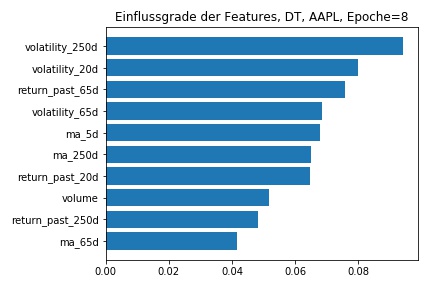 Einflussgrade der Features, DT, AAPL, Epoche=8
volatility_250d
volatility_20d
return_past_65d
volatility_65d
ma_5d
ma_250d
return_past_20d
volume
return_past_250d
ma_65d
0.00 0.02 0.04 0.06 0.08